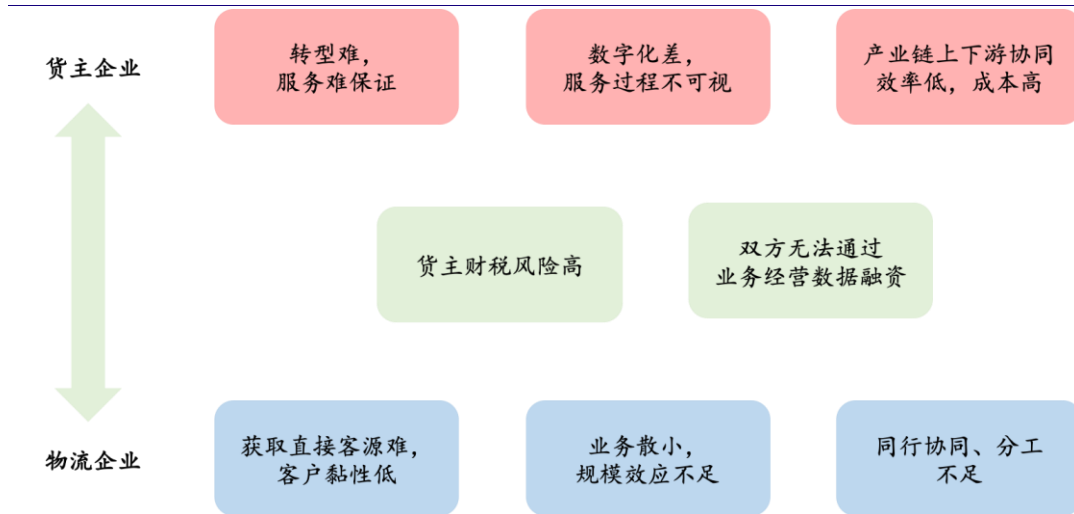 货主企业
转型难，
服务难保证
数字化差，
服务过程不可视
产业链上下游协同
效率低，成本高
货主财税风险高
双方无法通过
业务经营数据融资
物流企业
获取直接客源难，
客户黏性低
业务散小，
规模效应不足
同行协同、分工
不足